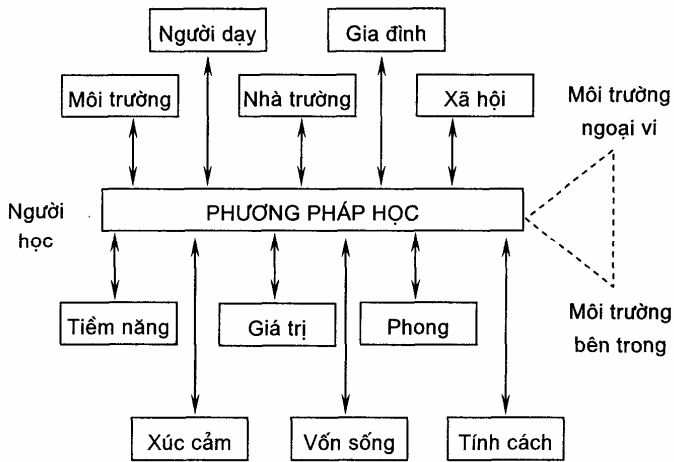 Người dạy
Gia đình
Môi trường
Nhà trường
Xã hội
Môi trường
ngoại vi
Người
học
PHƯƠNG PHÁP HỌC
Tiềm năng
Giá trị
Phong
Môi trường
bên trong
Xúc cảm
Vốn sống
Tính cách